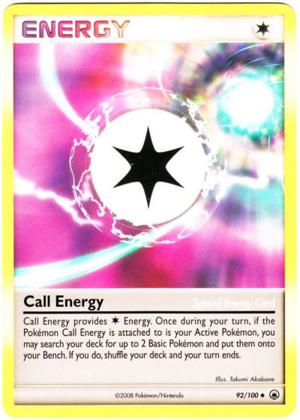 ENERGY
Call Energy
Special Energy Card
Call Energy provides Energy. Once during your turn, if the
Pokémon Call Energy is attached to is your Active Pokémon, you
may search your deck for up to 2 Basic Pokémon and put them onto
your Bench. If you do, shuffle your deck and your turn ends.
Illus. Takumi Akabane
©2008 Pokémon/Nintendo
92/100